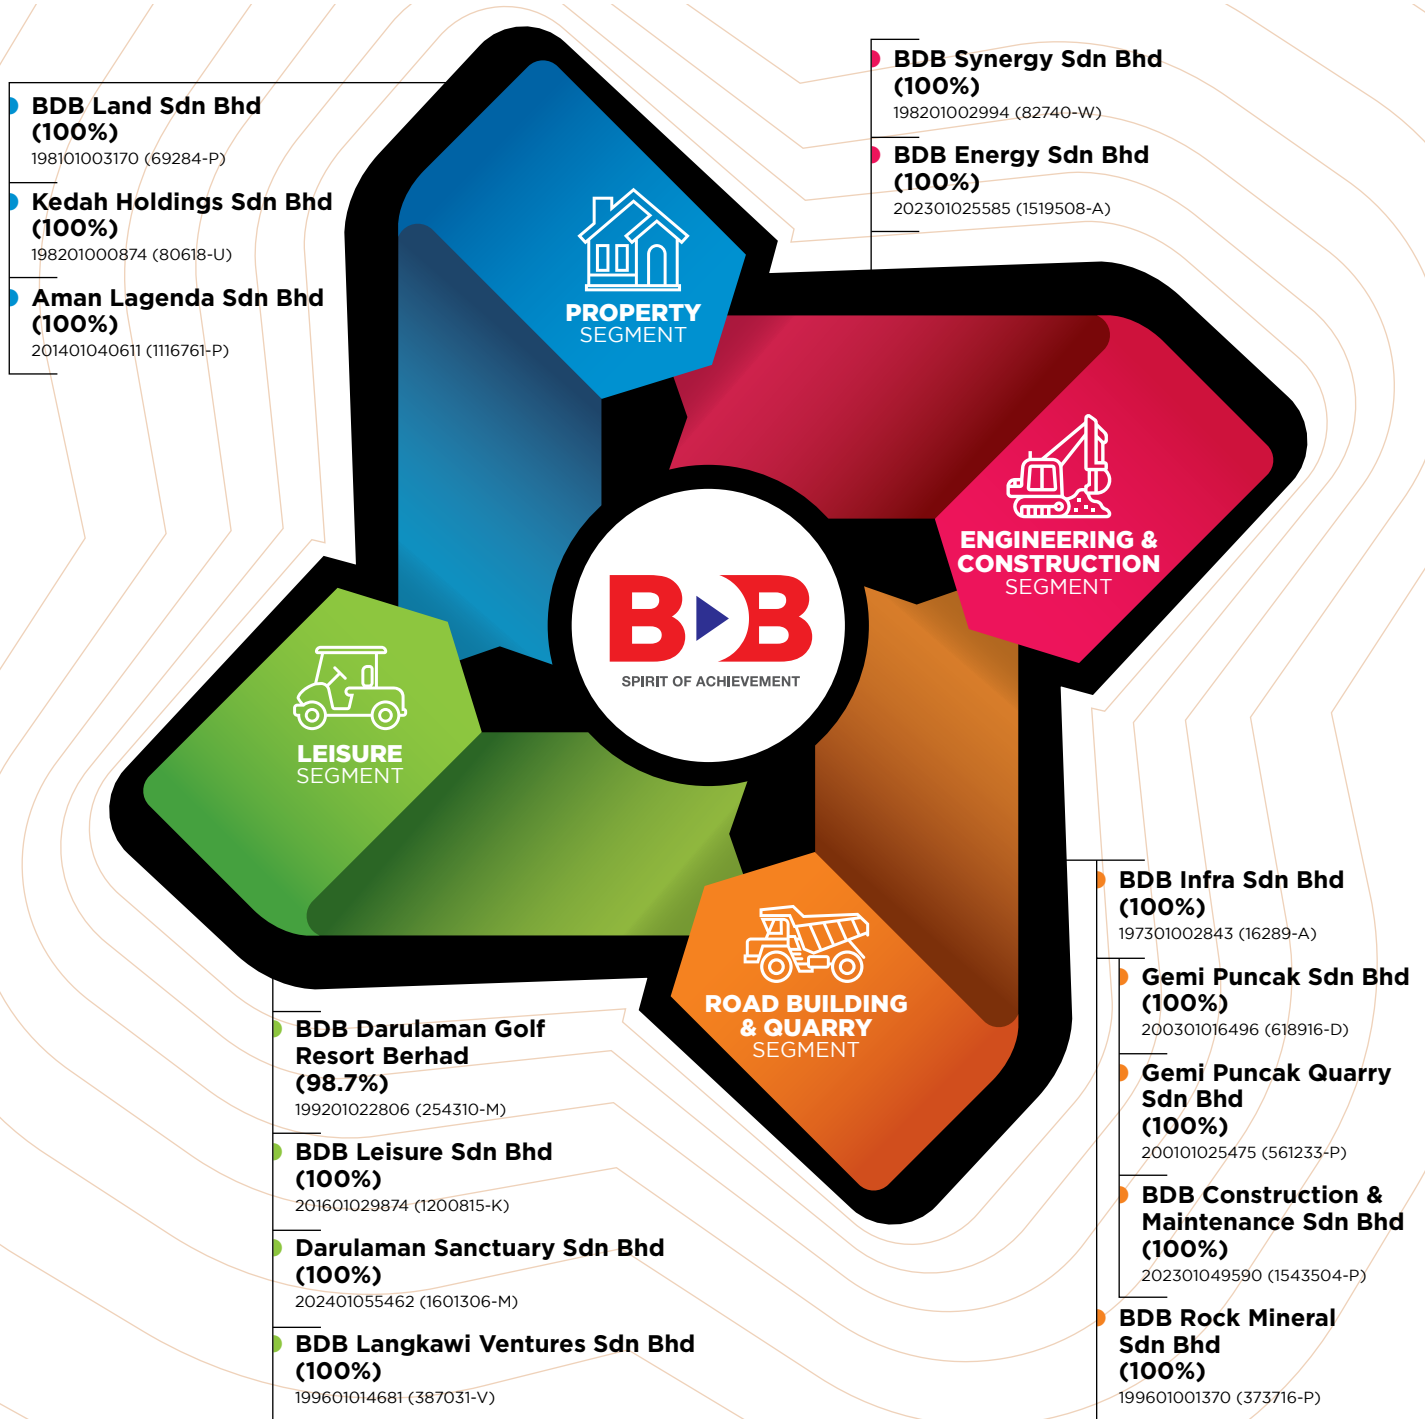 BDB Land Sdn Bhd
(100%)
198101003170 (69284-P)
Kedah Holdings Sdn Bhd
(100%)
198201000874 (80618-U)
Aman Lagenda Sdn Bhd
(100%)
201401040611 (1116761-P)
PROPERTY
SEGMENT
BDB Synergy Sdn Bhd
(100%)
198201002994 (82740-W)
BDB Energy Sdn Bhd
(100%)
202301025585 (1519508-A)
ENGINEERING &
CONSTRUCTION
SEGMENT
BDB
SPIRIT OF ACHIEVEMENT
LEISURE
SEGMENT
BDB Darulaman Golf
Resort Berhad
(98.7%)
199201022806 (254310-M)
BDB Leisure Sdn Bhd
(100%)
201601029874 (1200815-K)
Darulaman Sanctuary Sdn Bhd
(100%)
202401055462 (1601306-M)
BDB Langkawi Ventures Sdn Bhd
(100%)
199601014681 (387031-V)
ROAD BUILDING
& QUARRY
SEGMENT
BDB Infra Sdn Bhd
(100%)
197301002843 (16289-A)
Gemi Puncak Sdn Bhd
(100%)
200301016496 (618916-D)
Gemi Puncak Quarry
Sdn Bhd
(100%)
200101025475 (561233-P)
BDB Construction &
Maintenance Sdn Bhd
(100%)
202301049590 (1543504-P)
BDB Rock Mineral
Sdn Bhd
(100%)
199601001370 (373716-P)